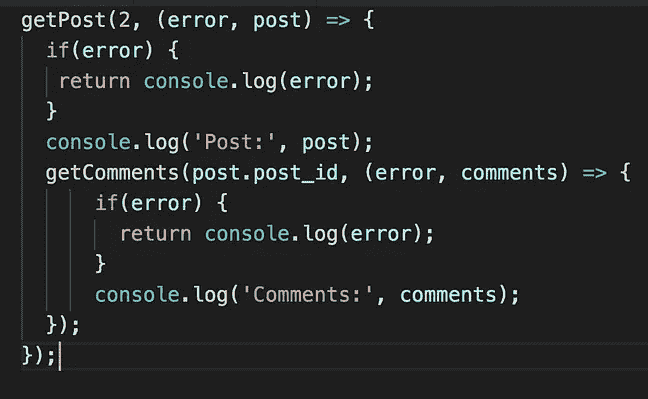 getPost(2, (error, post) => {
if(error) {
return console.log(error);
}
console.log('Post:', post);
getComments(post.post_id, (error, comments) => {
if(error) {
return console.log(error);
}
console.log('Comments:', comments);
});
});